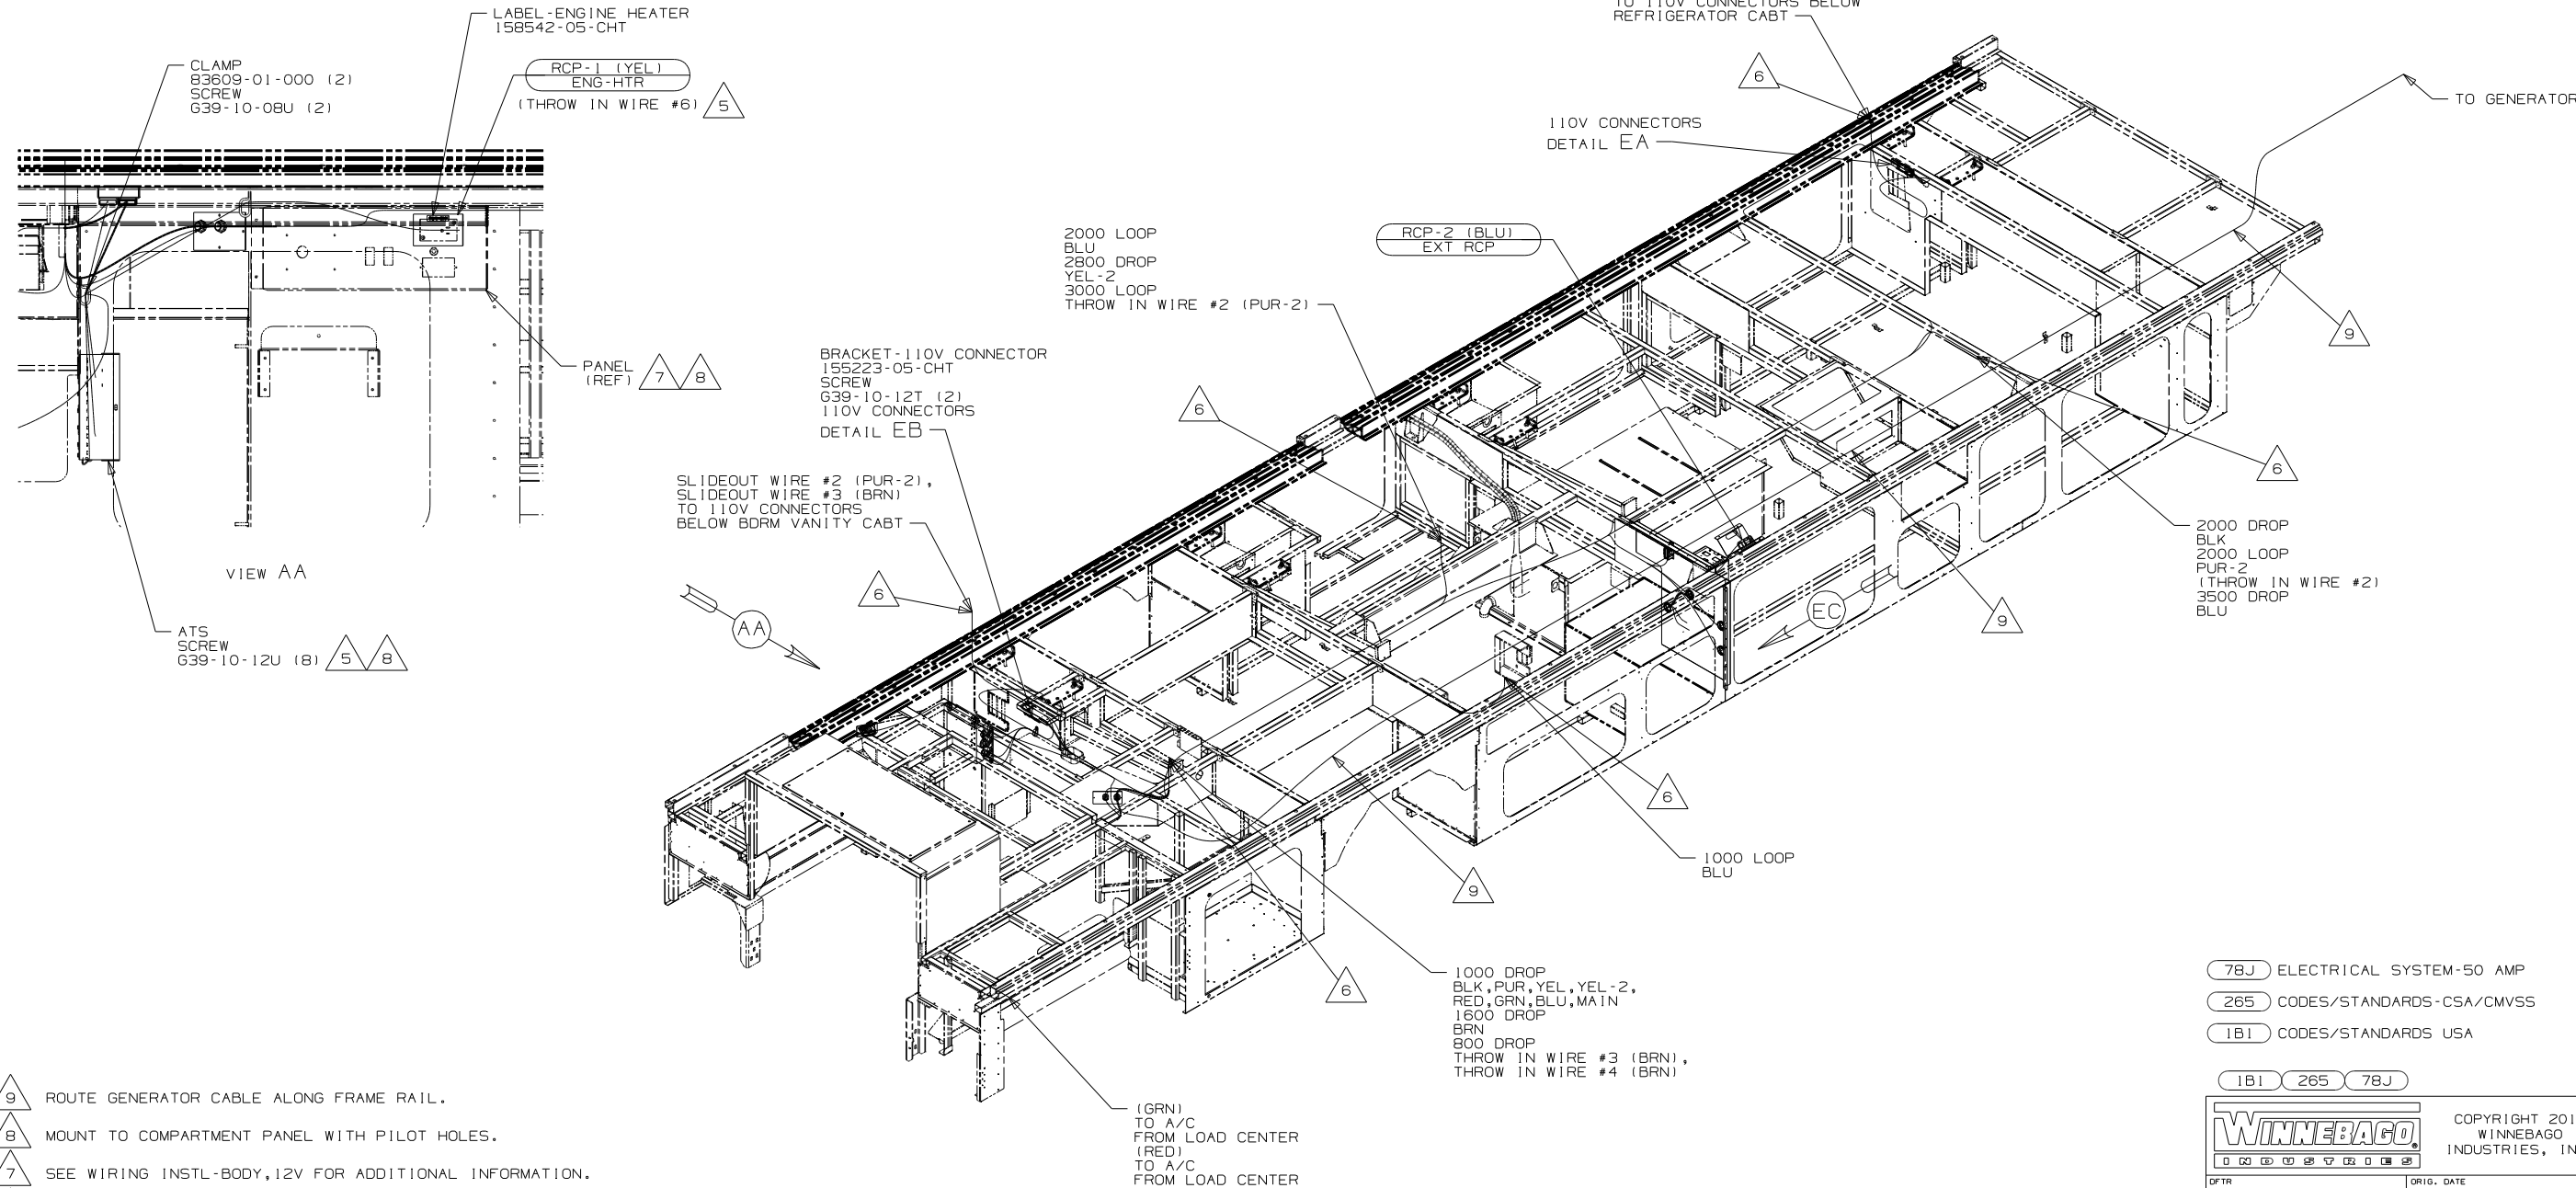 LABEL-ENGINE HEATER
158542-05-CHT
CLAMP
83609-01-000 (2)
SCREW
G39-10-08U (2)
RCP-1 (YEL)
ENG-HTR
(THROW IN WIRE #6) 5
PANEL
(REF) 7 8
VIEW AA
ATS
SCREW
G39-10-12U (8) 5 8
TO 110V CONNECTORS BELOW
REFRIGERATOR CABT
6
TO GENERATOR
110V CONNECTORS
DETAIL EA
2000 LOOP
BLU
2800 DROP
YEL-2
3000 LOOP
THROW IN WIRE #2 (PUR-2)
RCP-2 (BLU)
EXT RCP
9
BRACKET-110V CONNECTOR
155223-05-CHT
SCREW
G39-10-12T (2)
110V CONNECTORS
DETAIL EB
6
6
SLIDEOUT WIRE #2 (PUR-2),
SLIDEOUT WIRE #3 (BRN)
TO 110V CONNECTORS
BELOW BDRM VANITY CABT
6
AA
EC
9
2000 DROP
BLK
2000 LOOP
PUR-2
(THROW IN WIRE #2)
3500 DROP
BLU
6
1000 LOOP
BLU
9
6
1000 DROP
BLK,PUR,YEL,YEL-2,
RED,GRN,BLU,MAIN
1600 DROP
BRN
800 DROP
THROW IN WIRE #3 (BRN),
THROW IN WIRE #4 (BRN)
(GRN)
TO A/C
FROM LOAD CENTER
(RED)
TO A/C
FROM LOAD CENTER
9 ROUTE GENERATOR CABLE ALONG FRAME RAIL.
8 MOUNT TO COMPARTMENT PANEL WITH PILOT HOLES.
7 SEE WIRING INSTL-BODY,12V FOR ADDITIONAL INFORMATION.
78J ELECTRICAL SYSTEM-50 AMP
265 CODES/STANDARDS-CSA/CMVSS
1B1 CODES/STANDARDS USA
1B1 265 78J
WINNEBAGO
INDUSTRIES
COPYRIGHT 201
WINNEBAGO
INDUSTRIES, IN
DFTR
ORIG. DATE